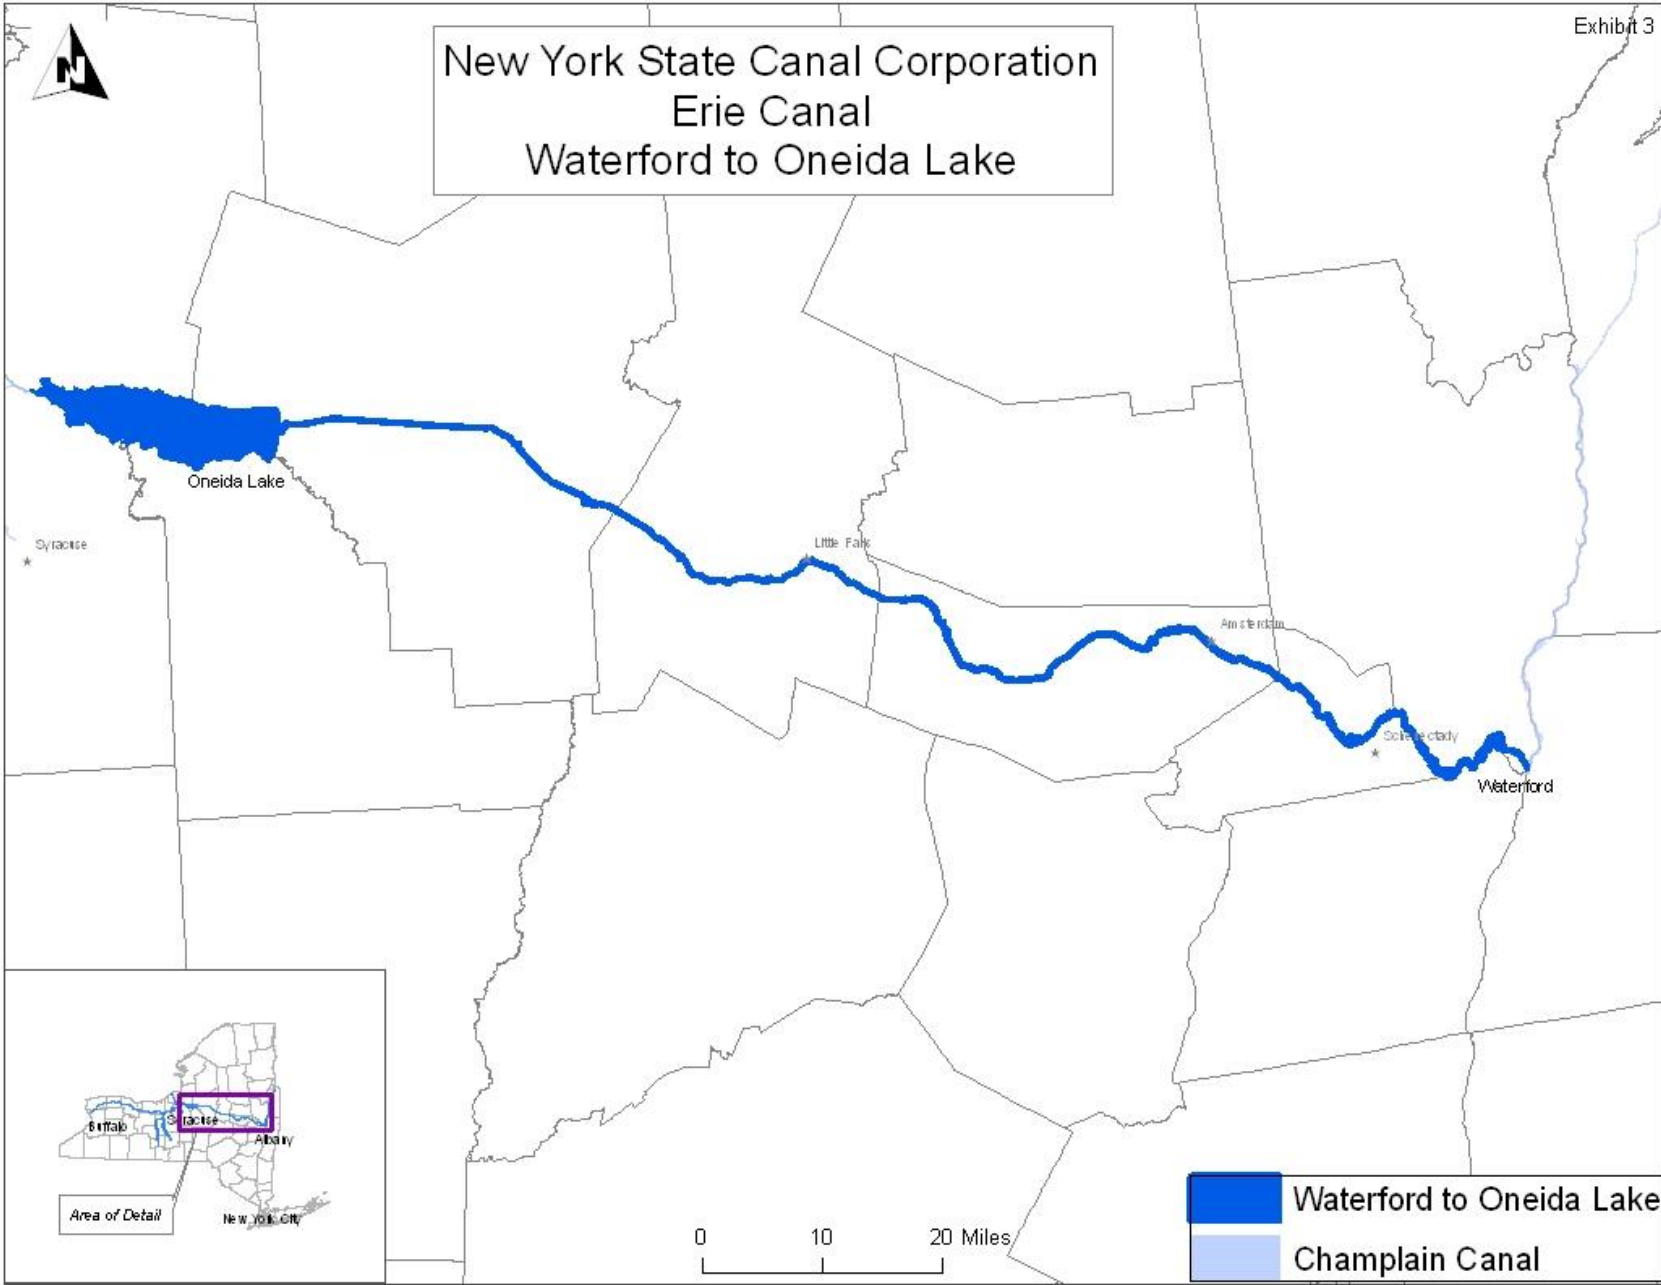 Exhibit 3
N
New York State Canal Corporation
Erie Canal
Waterford to Oneida Lake
Oneida Lake
Syracuse
Little Falls
Amsterdam
Schenectady
Waterford
Syracuse
Buffalo
Albany
Area of Detail
New York City
0 10 20 Miles
Waterford to Oneida Lake
Champlain Canal